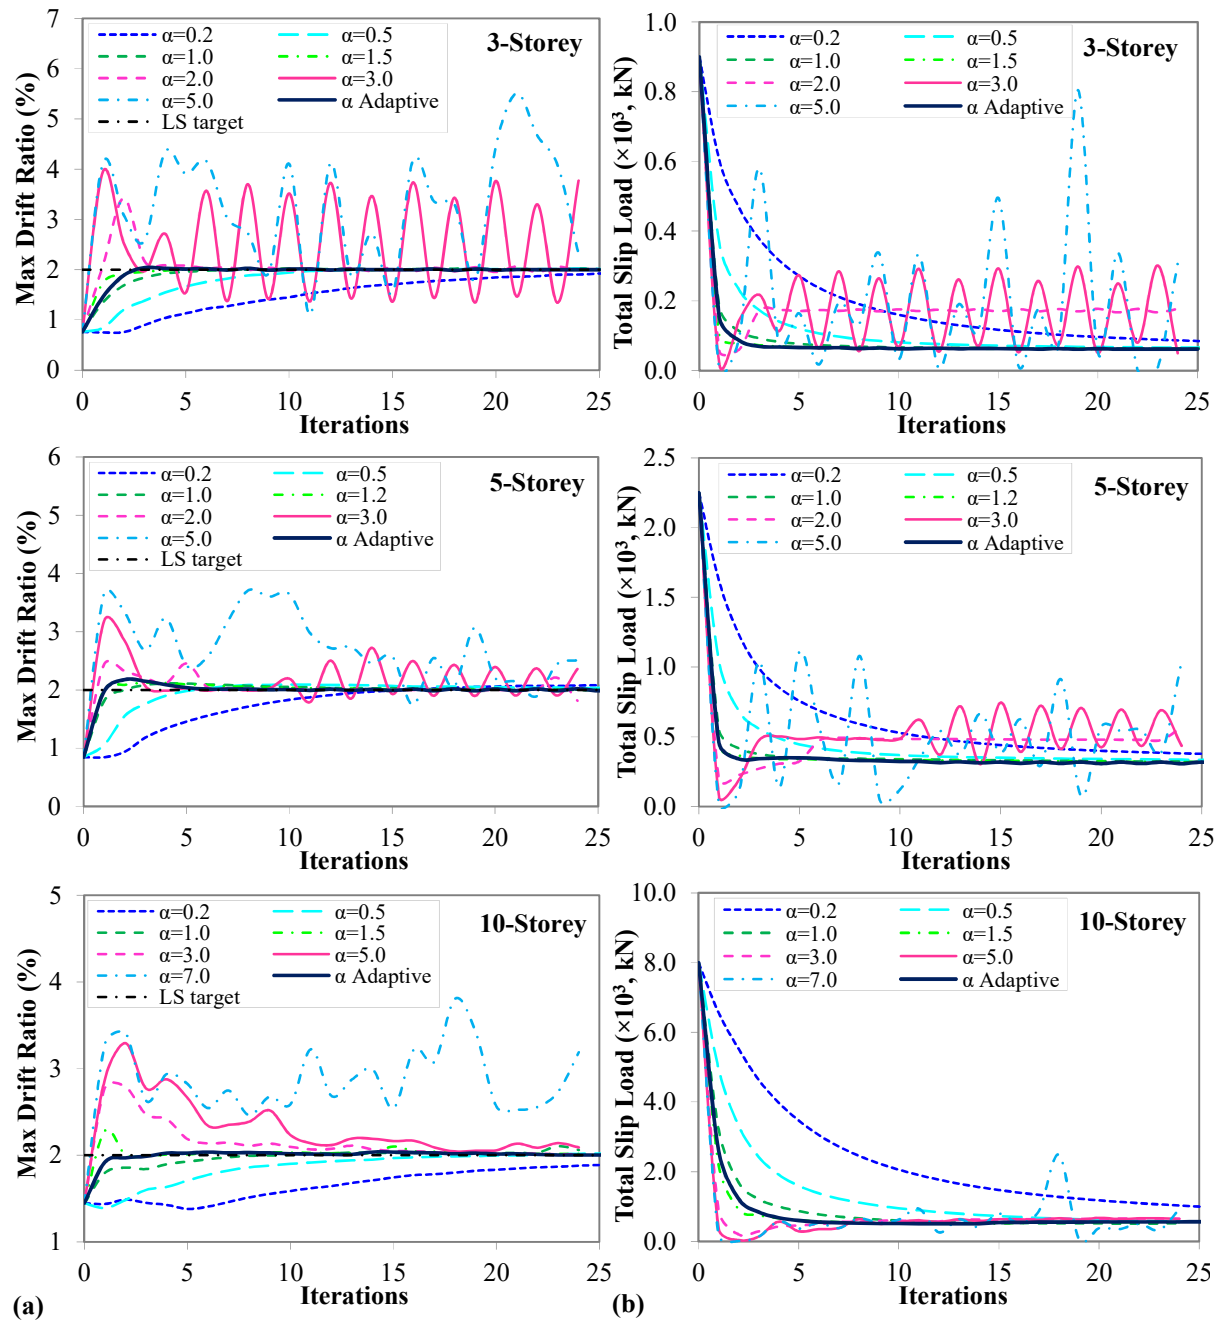 7
6
5
4
3
2
1
0
Max Drift Ratio (%)
α=0.2 α=0.5
α=1.0 α=1.5
α=2.0 α=3.0
α=5.0 α Adaptive
LS target
3-Storey
0 5 10 15 20 25
Iterations
1.0
0.8
0.6
0.4
0.2
0.0
Total Slip Load (×10³, kN)
α=0.2 α=0.5
α=1.0 α=1.5
α=2.0 α=3.0
α=5.0 α Adaptive
3-Storey
0 5 10 15 20 25
Iterations
6
5
4
3
2
1
0
Max Drift Ratio (%)
α=0.2 α=0.5
α=1.0 α=1.2
α=2.0 α=3.0
α=5.0 α Adaptive
LS target
5-Storey
0 5 10 15 20 25
Iterations
2.5
2.0
1.5
1.0
0.5
0.0
Total Slip Load (×10³, kN)
α=0.2 α=0.5
α=1.0 α=1.2
α=2.0 α=3.0
α=5.0 α Adaptive
5-Storey
0 5 10 15 20 25
Iterations
5
4
3
2
1
Max Drift Ratio (%)
α=0.2 α=0.5
α=1.0 α=1.5
α=3.0 α=5.0
α=7.0 α Adaptive
LS target
10-Storey
0 5 10 15 20 25
Iterations
(a)
10.0
8.0
6.0
4.0
2.0
0.0
Total Slip Load (×10³, kN)
α=0.2 α=0.5
α=1.0 α=1.5
α=3.0 α=5.0
α=7.0 α Adaptive
10-Storey
0 5 10 15 20 25
Iterations
(b)